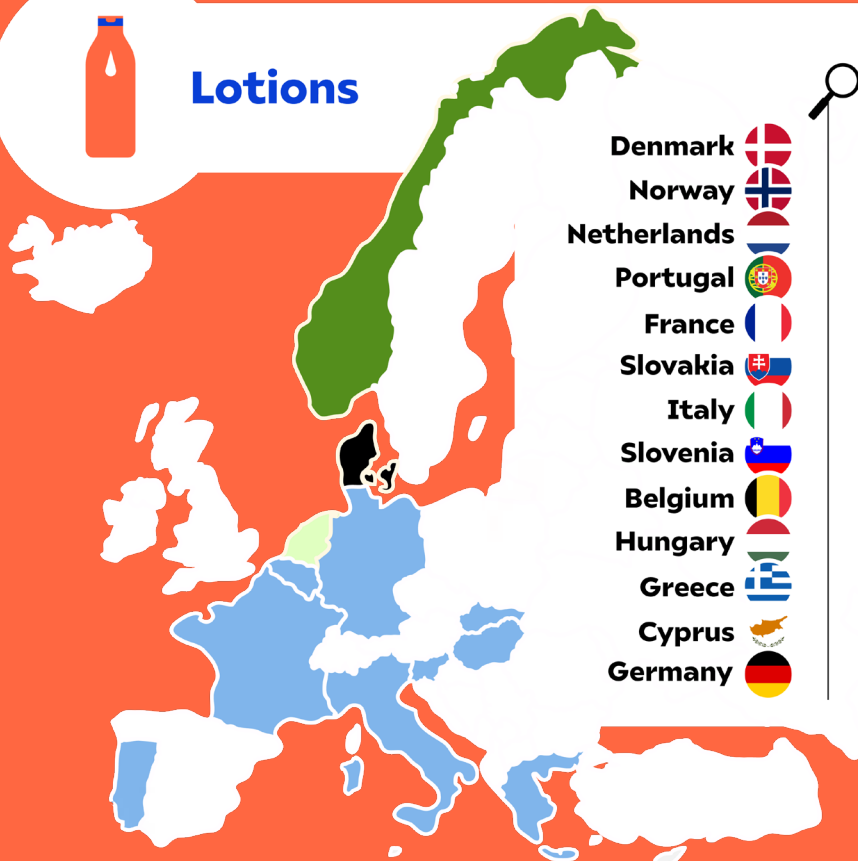 Lotions
Denmark
Norway
Netherlands
Portugal
France
Slovakia
Italy
Slovenia
Belgium
Hungary
Greece
Cyprus
Germany